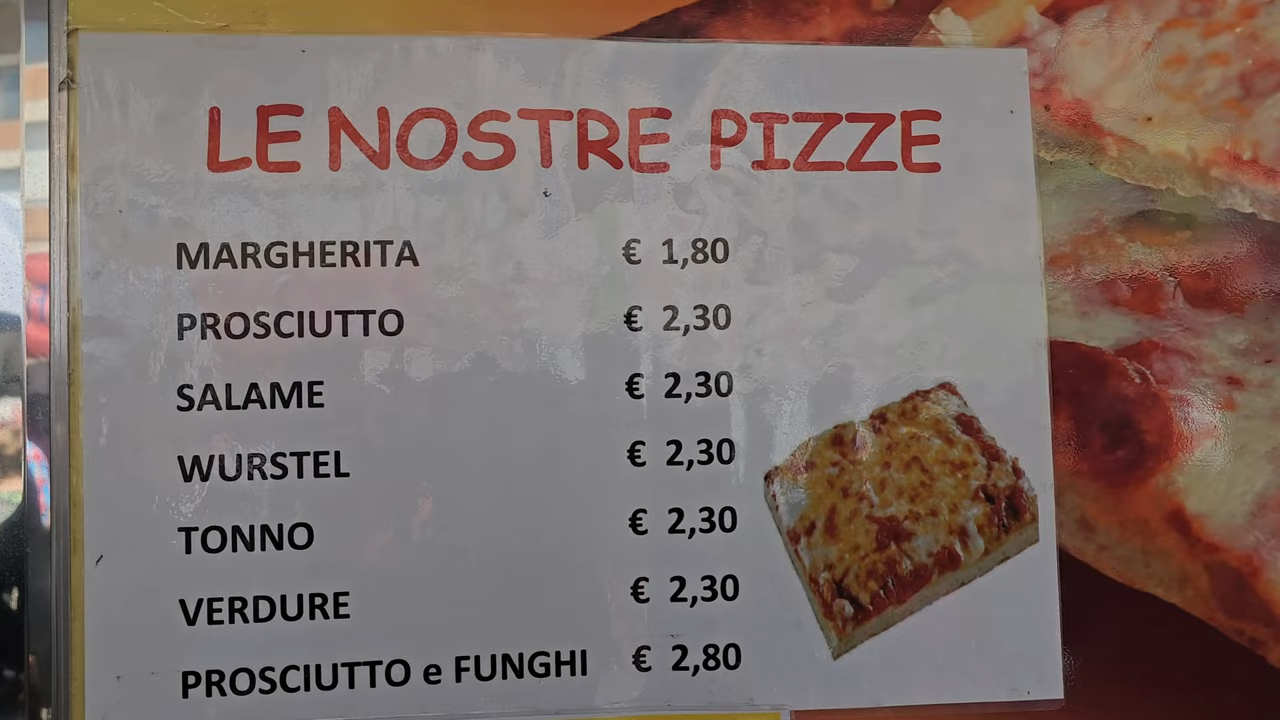 LE NOSTRE PIZZE
MARGHERITA € 1,80
PROSCIUTTO € 2,30
SALAME € 2,30
WURSTEL € 2,30
TONNO € 2,30
VERDURE € 2,30
PROSCIUTTO e FUNGHI € 2,80